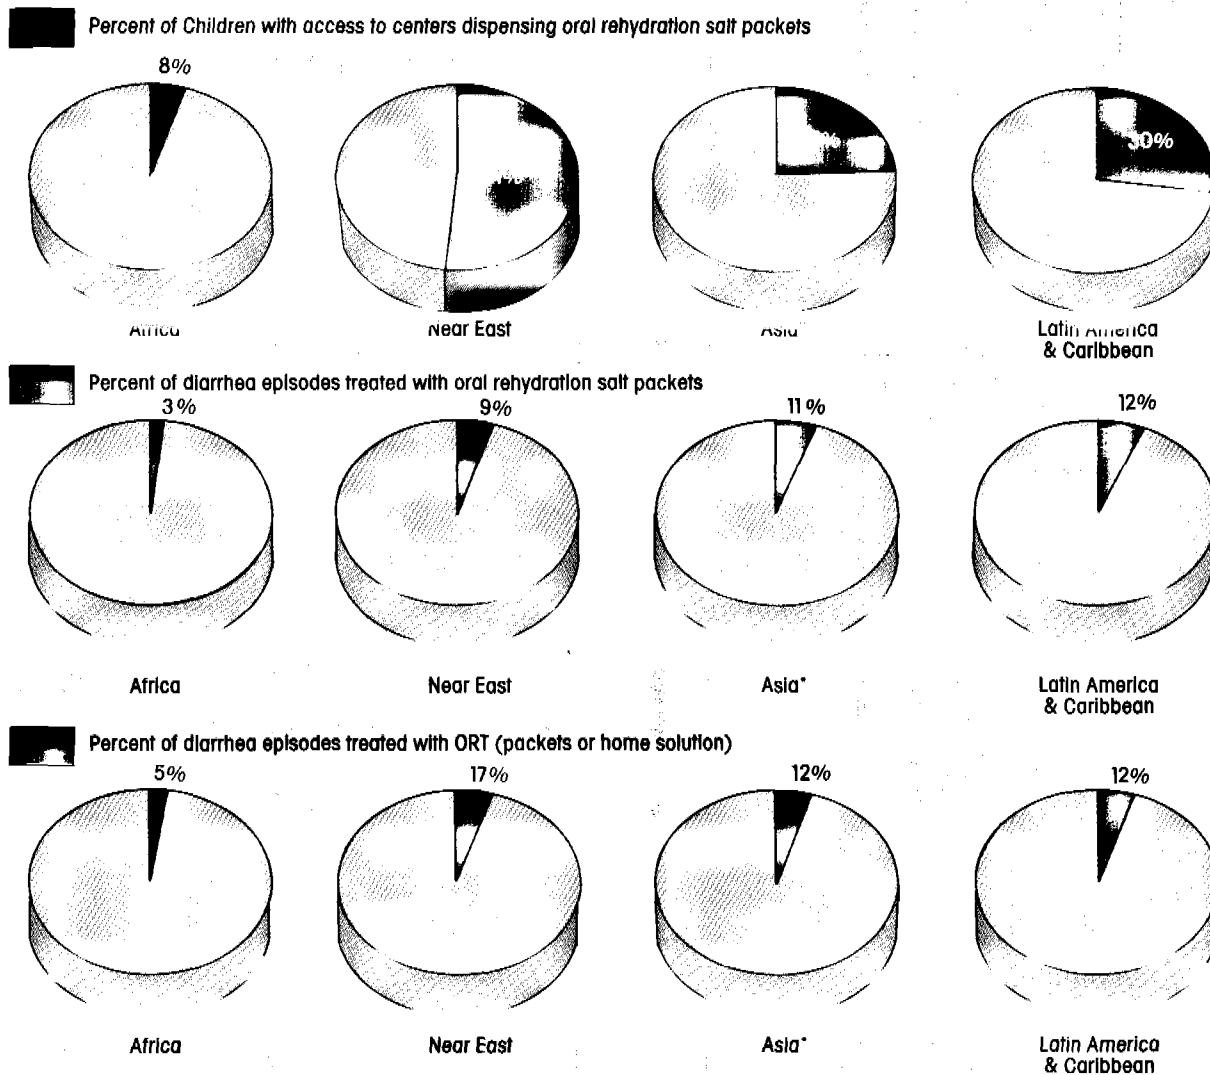 Percent of Children with access to centers dispensing oral rehydration salt packets
8%
30%
Africa
Near East
Asia*
Latin America
& Caribbean
Percent of diarrhea episodes treated with oral rehydration salt packets
3%
9%
11%
12%
Africa
Near East
Asia*
Latin America
& Caribbean
Percent of diarrhea episodes treated with ORT (packets or home solution)
5%
17%
12%
12%
Africa
Near East
Asia*
Latin America
& Caribbean